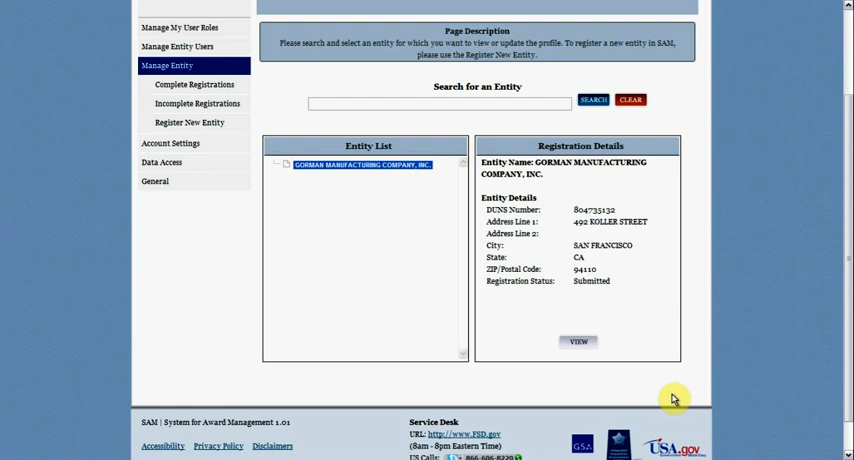 Manage My User Roles
Manage Entity Users
Manage Entity
Complete Registrations
Incomplete Registrations
Register New Entity
Account Settings
Data Access
General
Page Description
Please search and select an entity for which you want to view or update the profile. To register a new entity in SAM,
please use the Register New Entity.
Search for an Entity
SEARCH CLEAR
Entity List
GORMAN MANUFACTURING COMPANY, INC.
Registration Details
Entity Name: GORMAN MANUFACTURING
COMPANY, INC.
Entity Details
DUNS Number: 804735132
Address Line 1: 492 KOLLER STREET
Address Line 2:
City: SAN FRANCISCO
State: CA
ZIP/Postal Code: 94110
Registration Status: Submitted
VIEW
SAM | System for Award Management 1.01
Accessibility Privacy Policy Disclaimers
Service Desk
URL: http://www.FSD.gov
(8am - 8pm Eastern Time)
US Calls: 866-606-8220
GSA
USA.gov